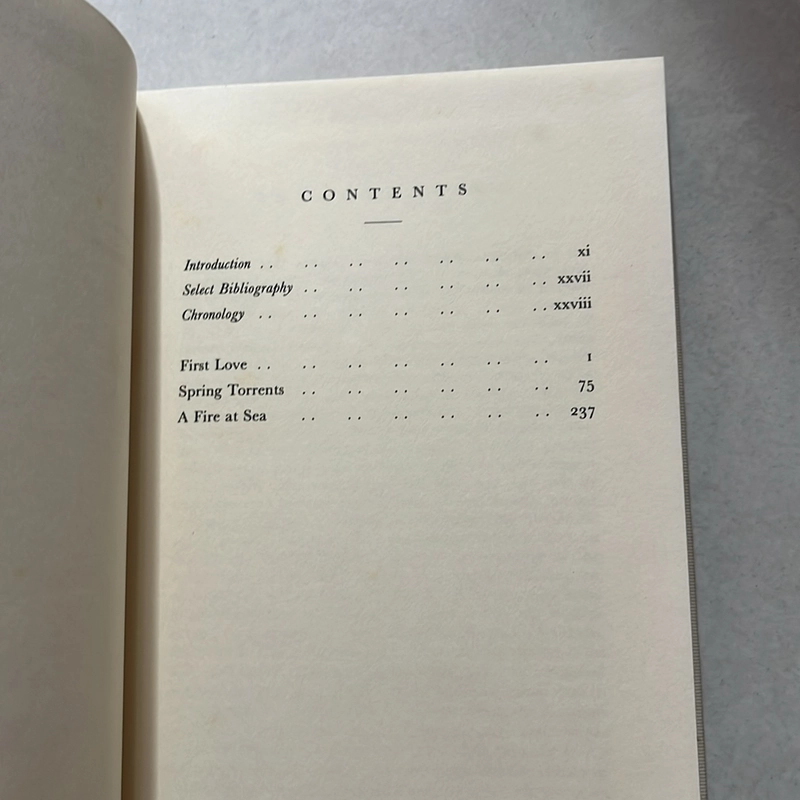 CONTENTS
Introduction .. .. .. .. .. .. .. xi
Select Bibliography .. .. .. .. .. .. xxvii
Chronology .. .. .. .. .. .. .. xxviii
First Love .. .. .. .. .. .. .. 1
Spring Torrents .. .. .. .. .. .. 75
A Fire at Sea .. .. .. .. .. .. 237